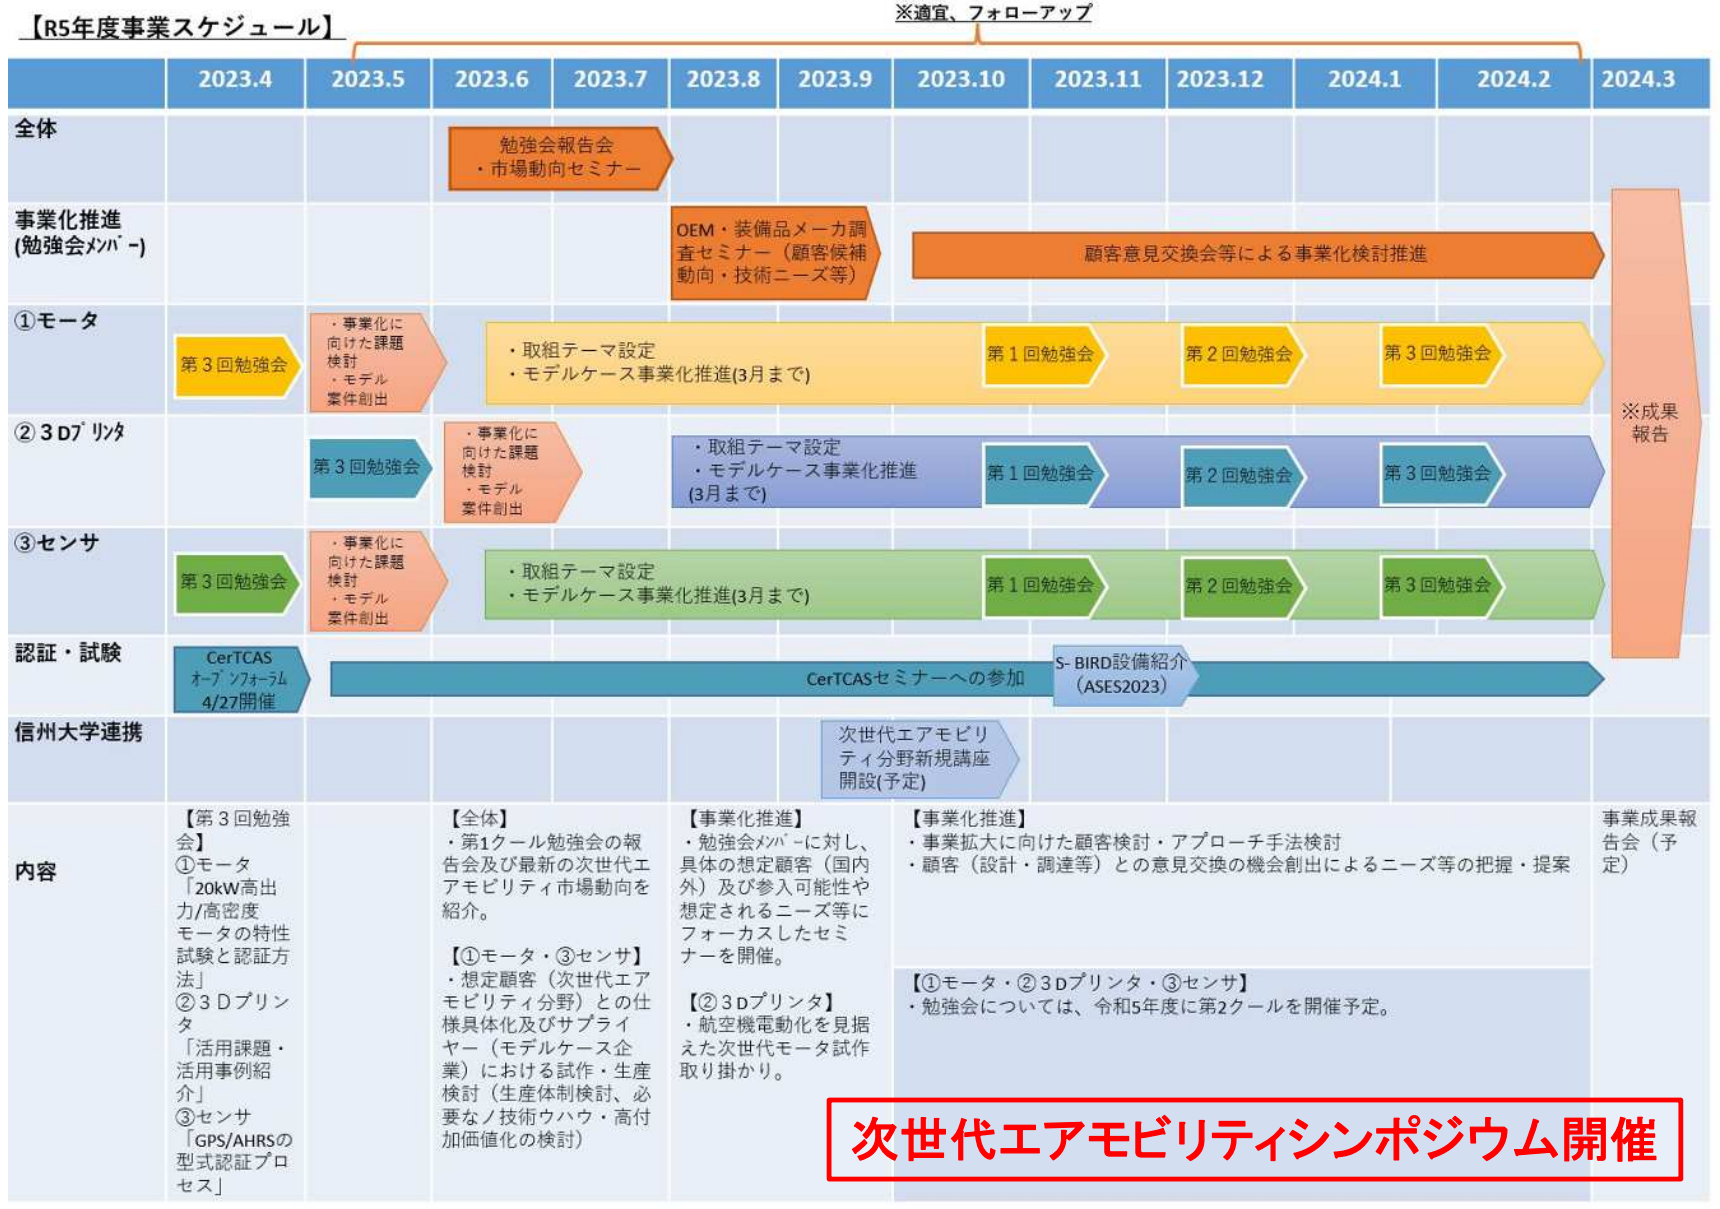 ※適宜、フォローアップ
【R5年度事業スケジュール】
2023.4
2023.5
2023.6
2023.7
2023.8
2023.9
2023.10
2023.11
2023.12
2024.1
2024.2
2024.3
全体
勉強会報告会
・市場動向セミナー
事業化推進
(勉強会ﾒﾝﾊﾞｰ)
OEM・装備品メーカ調
査セミナー（顧客候補
動向・技術ニーズ等）
顧客意見交換会等による事業化検討推進
①モータ
第３回勉強会
・事業化に
向けた課題
検討
・モデル
案件創出
・取組テーマ設定
・モデルケース事業化推進(3月まで)
第１回勉強会
第２回勉強会
第３回勉強会
※成果
報告
②３Dﾌﾟﾘﾝﾀ
第３回勉強会
・事業化に
向けた課題
検討
・モデル
案件創出
・取組テーマ設定
・モデルケース事業化推進
(3月まで)
第１回勉強会
第２回勉強会
第３回勉強会
③センサ
第３回勉強会
・事業化に
向けた課題
検討
・モデル
案件創出
・取組テーマ設定
・モデルケース事業化推進(3月まで)
第１回勉強会
第２回勉強会
第３回勉強会
認証・試験
CerTCAS
ｵｰﾌﾟﾝﾌｫｰﾗﾑ
4/27開催
CerTCASセミナーへの参加
S- BIRD設備紹介
（ASES2023）
信州大学連携
次世代エアモビリ
ティ分野新規講座
開設(予定)
内容
【第３回勉強
会】
①モータ
「20kW高出
力/高密度
モータの特性
試験と認証方
法」
②３Ｄプリン
タ
「活用課題・
活用事例紹
介」
③センサ
「GPS/AHRSの
型式認証プロ
セス」
【全体】
・第1クール勉強会の報
告会及び最新の次世代エ
アモビリティ市場動向を
紹介。
【①モータ・③センサ】
・想定顧客（次世代エア
モビリティ分野）との仕
様具体化及びサプライ
ヤー（モデルケース企
業）における試作・生産
検討（生産体制検討、必
要なノ技術ウハウ・高付
加価値化の検討）
【事業化推進】
・勉強会ﾒﾝﾊﾞｰに対し、
具体の想定顧客（国内
外）及び参入可能性や
想定されるニーズ等に
フォーカスしたセミ
ナーを開催。
【②３Dプリンタ】
・航空機電動化を見据
えた次世代モータ試作
取り掛かり。
【事業化推進】
・事業拡大に向けた顧客検討・アプローチ手法検討
・顧客（設計・調達等）との意見交換の機会創出によるニーズ等の把握・提案
【①モータ・②３Dプリンタ・③センサ】
・勉強会については、令和5年度に第2クールを開催予定。
事業成果報
告会（予
定）
次世代エアモビリティシンポジウム開催